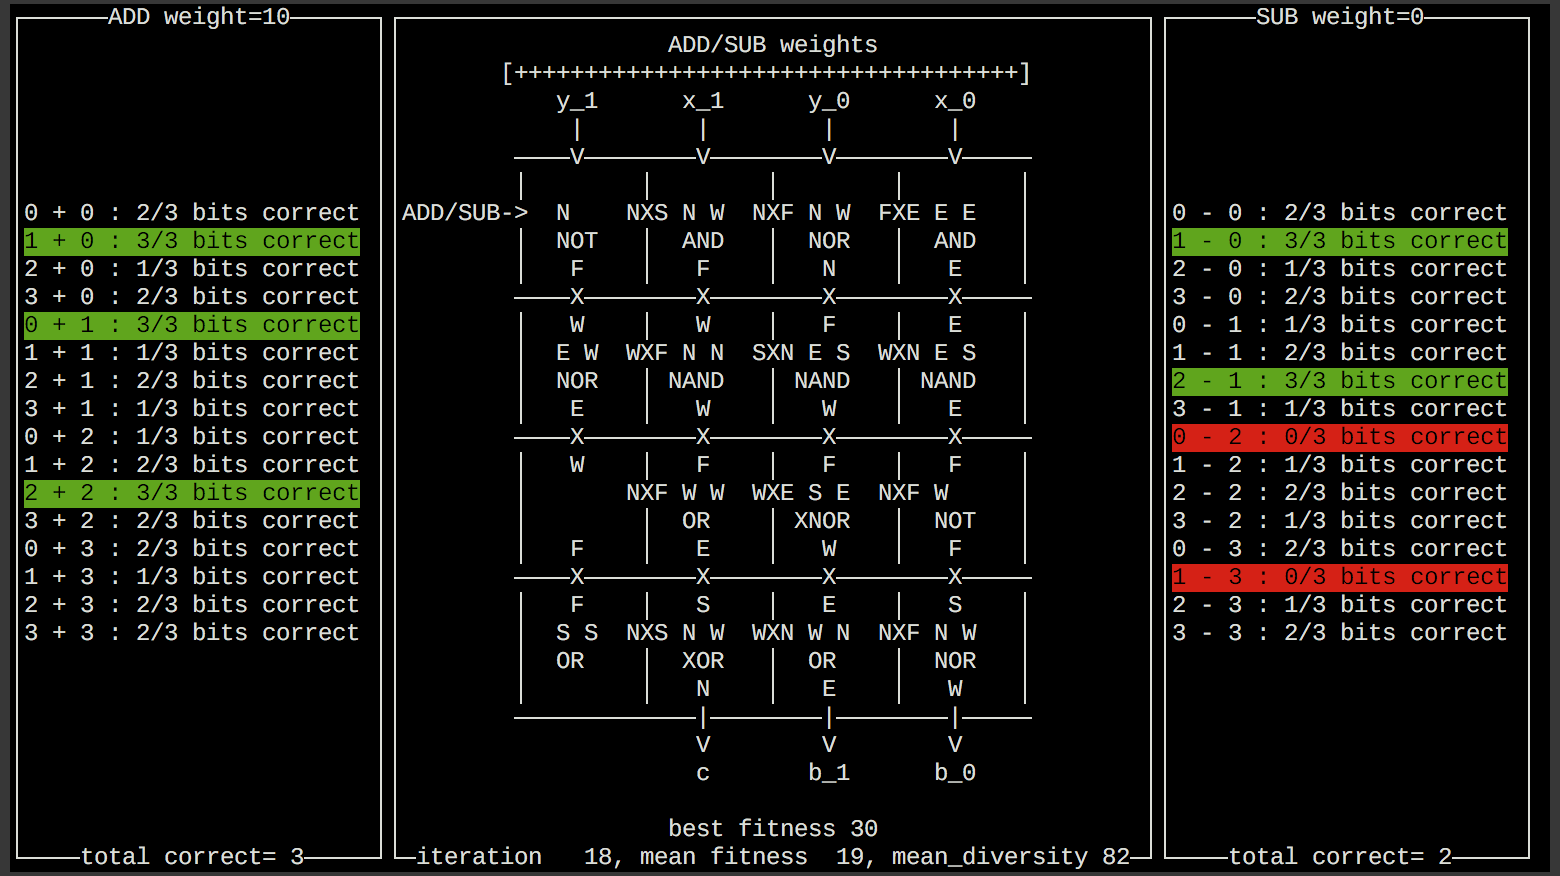 ADD weight=10
0 + 0 : 2/3 bits correct
1 + 0 : 3/3 bits correct
2 + 0 : 1/3 bits correct
3 + 0 : 2/3 bits correct
0 + 1 : 3/3 bits correct
1 + 1 : 1/3 bits correct
2 + 1 : 2/3 bits correct
3 + 1 : 1/3 bits correct
0 + 2 : 1/3 bits correct
1 + 2 : 2/3 bits correct
2 + 2 : 3/3 bits correct
3 + 2 : 2/3 bits correct
0 + 3 : 2/3 bits correct
1 + 3 : 1/3 bits correct
2 + 3 : 2/3 bits correct
3 + 3 : 2/3 bits correct
total correct= 3
ADD/SUB weights
[++++++++++++++++++++++++++++++++++++]
y_1 x_1 y_0 x_0
| | | |
V V V V
ADD/SUB-> N NXS N W NXF N W FXE E E
NOT AND NOR AND
F F N E
X X X X
W W F E
E W WXF N N SXN E S WXN E S
NOR NAND NAND NAND
E W W E
X X X X
W F F F
NXF W W WXE S E NXF W
OR XNOR NOT
F E W F
X X X X
F S E S
S S NXS N W WXN W N NXF N W
OR XOR OR NOR
N E W
| | |
V V V
c b_1 b_0
best fitness 30
iteration 18, mean fitness 19, mean_diversity 82
SUB weight=0
0 - 0 : 2/3 bits correct
1 - 0 : 3/3 bits correct
2 - 0 : 1/3 bits correct
3 - 0 : 2/3 bits correct
0 - 1 : 1/3 bits correct
1 - 1 : 2/3 bits correct
2 - 1 : 3/3 bits correct
3 - 1 : 1/3 bits correct
0 - 2 : 0/3 bits correct
1 - 2 : 1/3 bits correct
2 - 2 : 2/3 bits correct
3 - 2 : 1/3 bits correct
0 - 3 : 2/3 bits correct
1 - 3 : 0/3 bits correct
2 - 3 : 1/3 bits correct
3 - 3 : 2/3 bits correct
total correct= 2